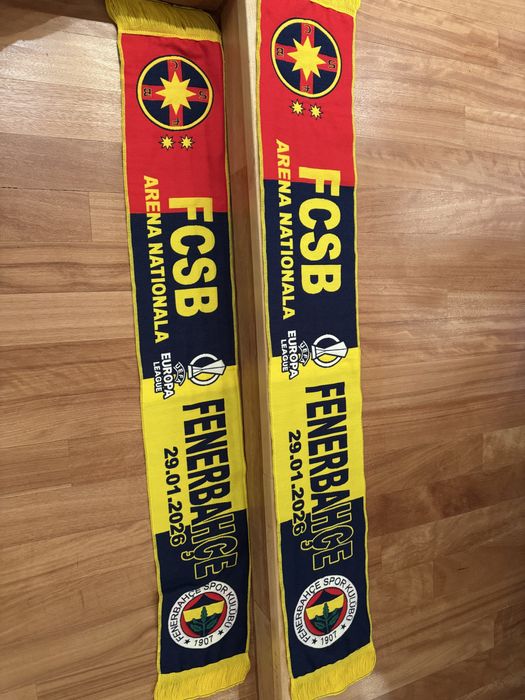 FCSB
ARENA NATIONALA
UEFA
EUROPA
LEAGUE
FENERBAHÇE
29.01.2026
FENERBAHÇE SPOR KULÜBÜ
* 1907 *
FCSB
ARENA NATIONALA
UEFA
EUROPA
LEAGUE
FENERBAHÇE
29.01.2026
FENERBAHÇE SPOR KULÜBÜ
* 1907 *